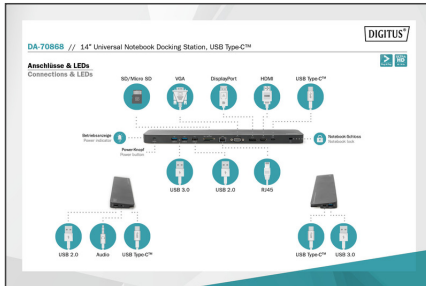 DIGITUS®
DA-70868 // 14" Universal Notebook Docking Station, USB Type-C™
Anschlüsse & LEDs
Connections & LEDs
SD/Micro SD
VGA
DisplayPort
HDMI
USB Type-C™
Betriebsanzeige
Power indicator
Power-Knopf
Power button
Notebook-Schloss
Notebook lock
USB 3.0
USB 2.0
RJ45
USB 2.0
Audio
USB Type-C™
USB Type-C™
USB 3.0